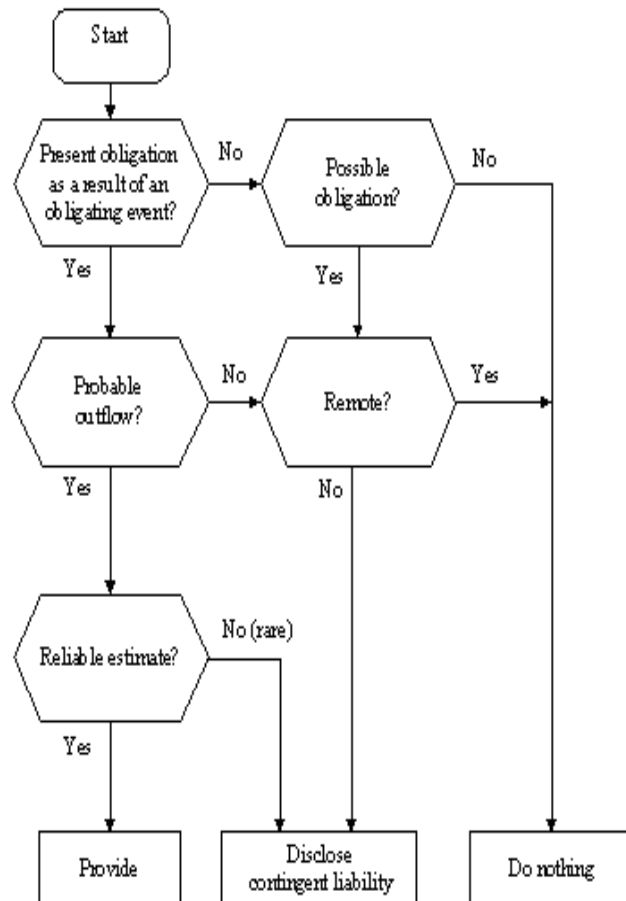 Start
Present obligation
as a result of an
obligating event?
No
Possible
obligation?
No
Yes
Yes
Probable
outflow?
No
Remote?
Yes
Yes
No
Reliable estimate?
No (rare)
Yes
Provide
Disclose
contingent liability
Do nothing